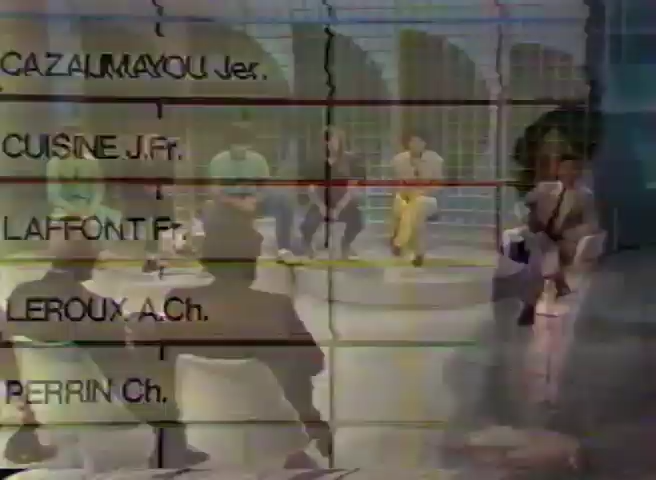 CAZAUMAYOU Jer.
CUISINE J.Fr.
LAFFONT Fr.
LEROUX A.Ch.
PERRIN Ch.